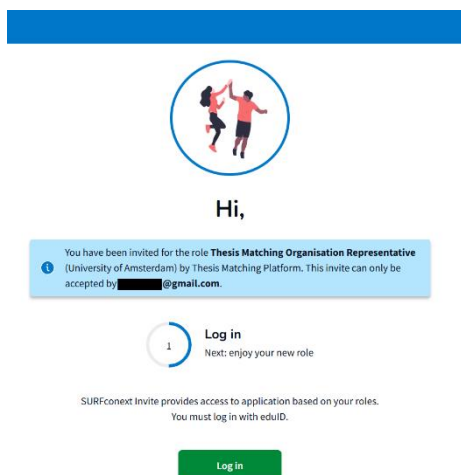 Hi,
You have been invited for the role Thesis Matching Organisation Representative
(University of Amsterdam) by Thesis Matching Platform. This invite can only be
accepted by @gmail.com.
1
Log in
Next: enjoy your new role
SURFconext Invite provides access to application based on your roles.
You must log in with eduID.
Log in